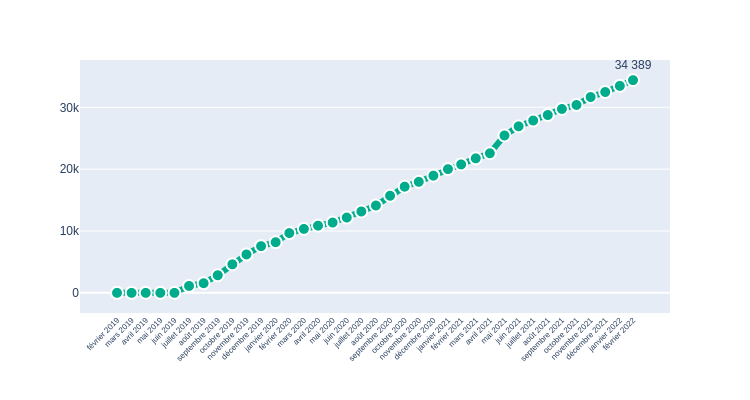 34 389
30k
20k
10k
0
février 2019
mars 2019
avril 2019
mai 2019
juin 2019
juillet 2019
août 2019
septembre 2019
octobre 2019
novembre 2019
décembre 2019
janvier 2020
février 2020
mars 2020
avril 2020
mai 2020
juin 2020
juillet 2020
août 2020
septembre 2020
octobre 2020
novembre 2020
décembre 2020
janvier 2021
février 2021
mars 2021
avril 2021
mai 2021
juin 2021
juillet 2021
août 2021
septembre 2021
octobre 2021
novembre 2021
décembre 2021
janvier 2022
février 2022